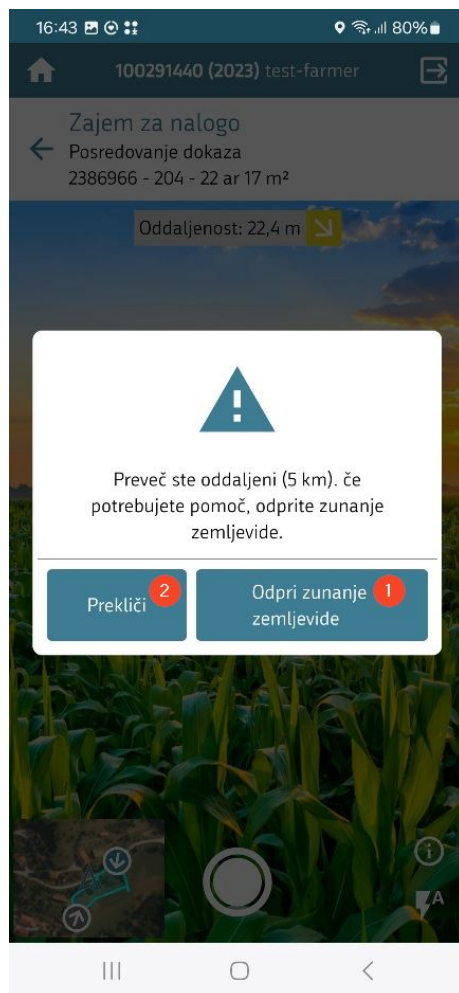 16:43 80%
100291440 (2023) test-farmer
Zajem za nalogo
Posredovanje dokaza
2386966 - 204 - 22 ar 17 m²
Oddaljenost: 22,4 m
Preveč ste oddaljeni (5 km). če
potrebujete pomoč, odprite zunanje
zemljevide.
Prekliči 2
Odpri zunanje 1
zemljevide
A